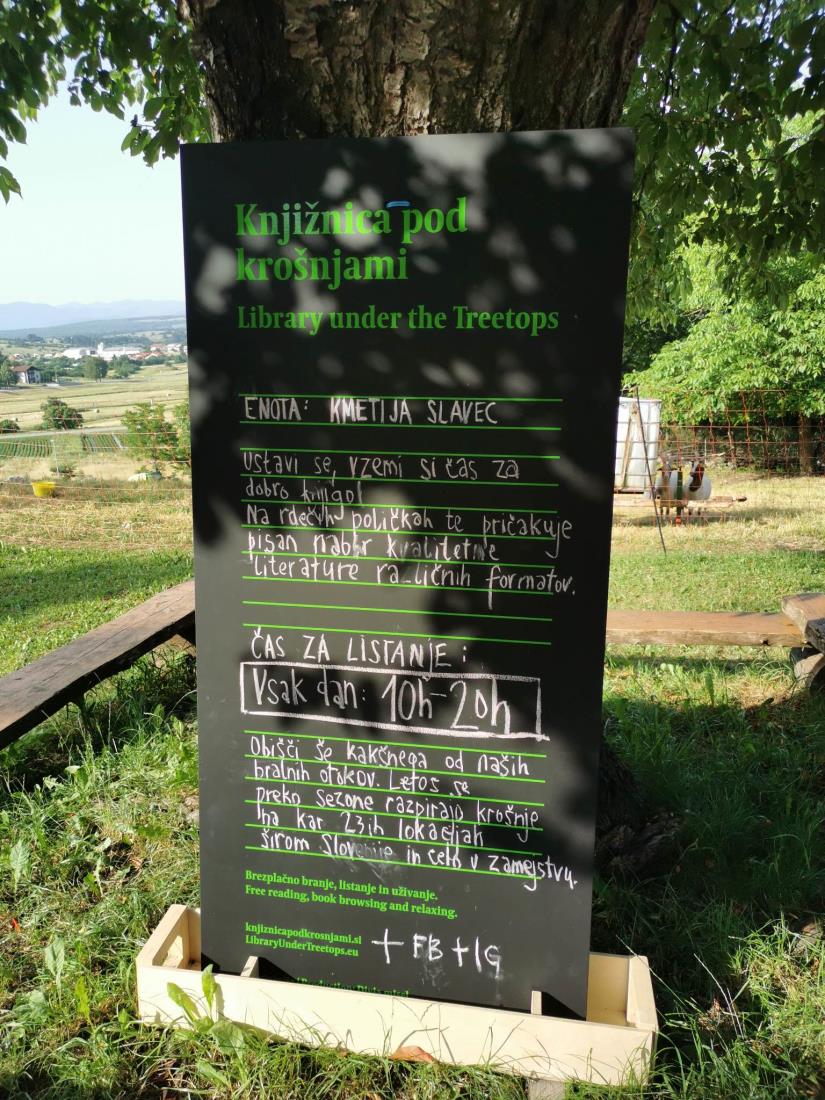 Knjižnica pod
krošnjami
Library under the Treetops
ENOTA: KMETIJA SLAVEC
Ustavi se, vzemi si čas za
dobro knjigo!
Na rdečih poličkah te pričakuje
pisan nabor kvalitetne
literature različnih formatov.
ČAS ZA LISTANJE:
Vsak dan: 10h-20h
Obišči še kakšnega od naših
bralnih otokov. Letos se
preko sezone razpirajo krošnje
na kar 23ih lokacijah
širom Slovenije in celo v zamejstvu.
Brezplačno branje, listanje in uživanje.
Free reading, book browsing and relaxing.
knjiznicapodkrosnjami.si
LibraryUnderTreetops.eu
+ FB + IG